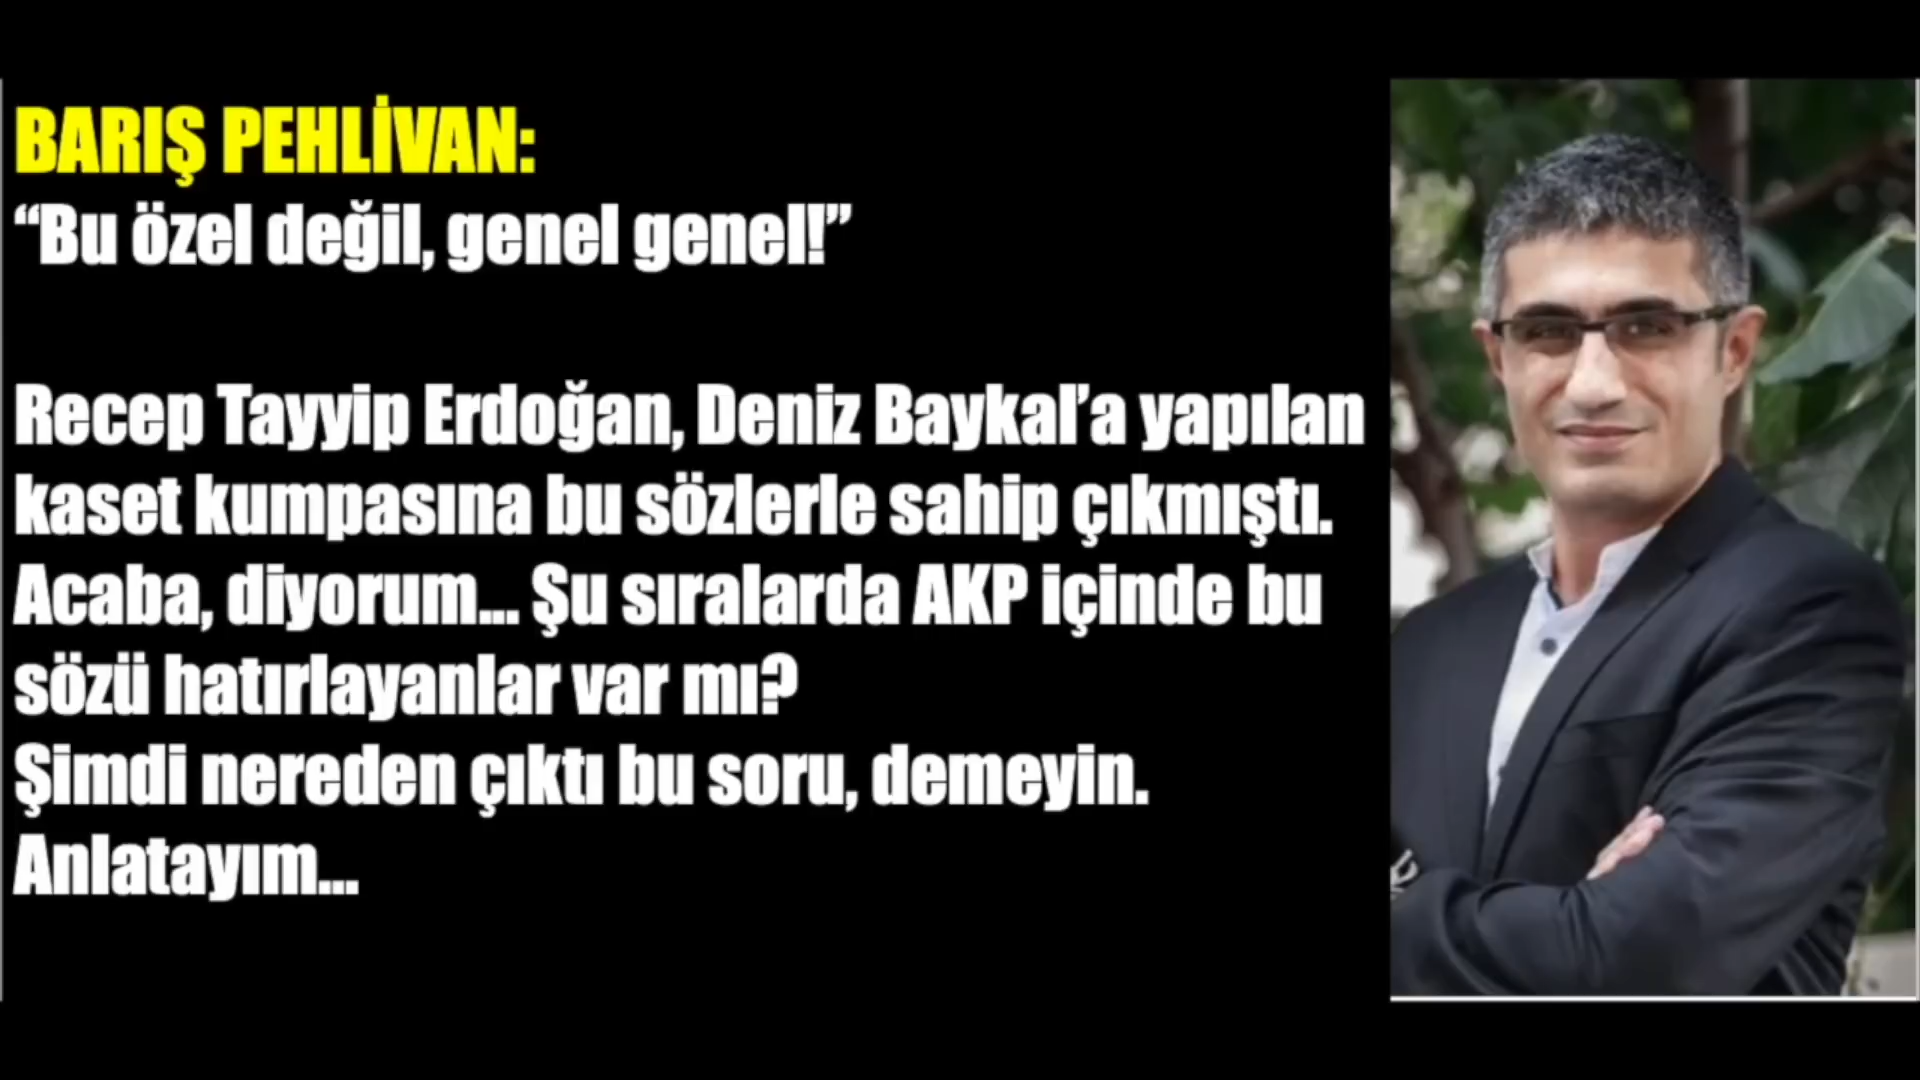 BARIŞ PEHLİVAN:
“Bu özel değil, genel genel!”
Recep Tayyip Erdoğan, Deniz Baykal’a yapılan
kaset kumpasına bu sözlerle sahip çıkmıştı.
Acaba, diyorum... Şu sıralarda AKP içinde bu
sözü hatırlayanlar var mı?
Şimdi nereden çıktı bu soru, demeyin.
Anlatayım...